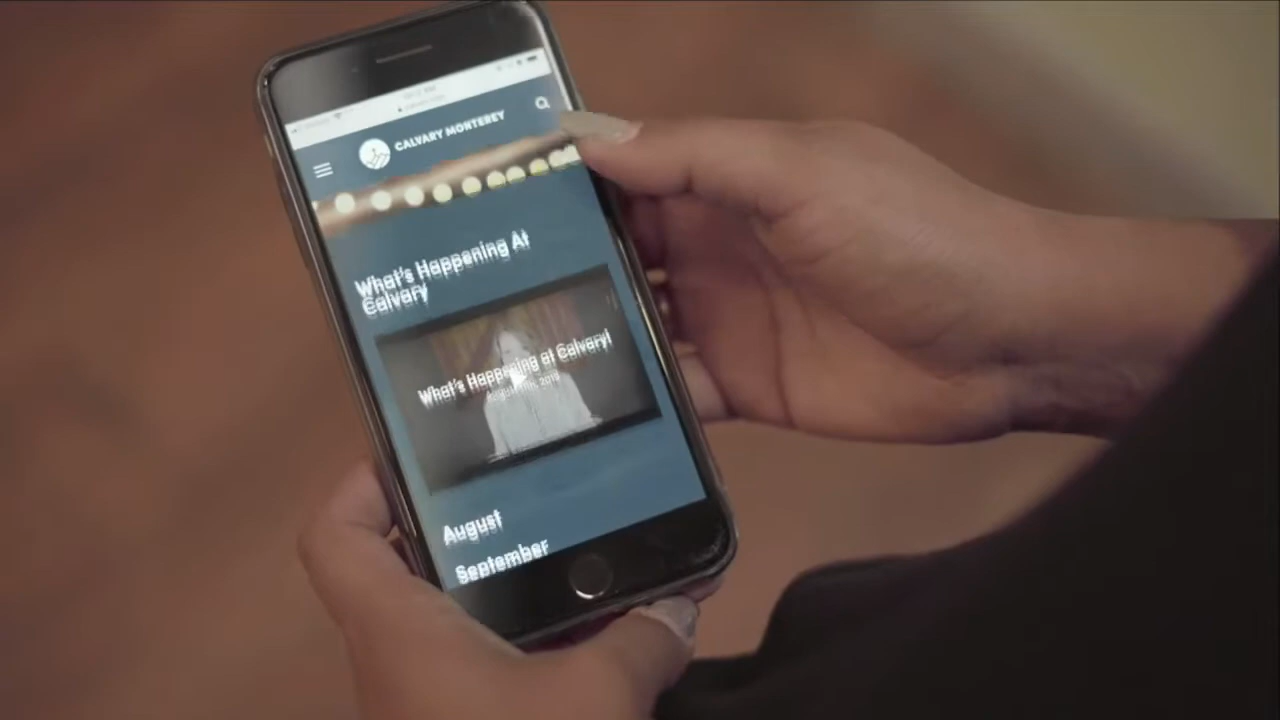 CALVARY MONTEREY
What's Happening At
Calvary
What's Happening at Calvary!
August
September